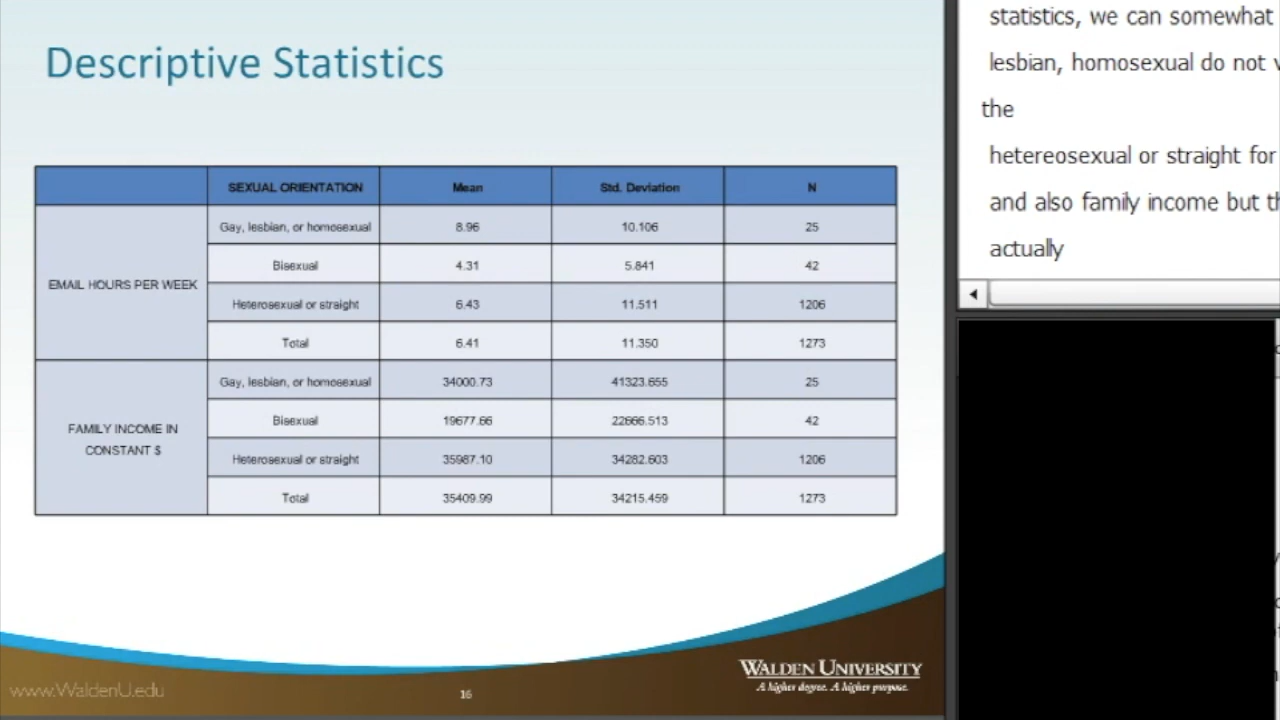 Descriptive Statistics
SEXUAL ORIENTATION Mean Std. Deviation N
EMAIL HOURS PER WEEK
Gay, lesbian, or homosexual 8.96 10.106 25
Bisexual 4.31 5.841 42
Heterosexual or straight 6.43 11.511 1206
Total 6.41 11.350 1273
FAMILY INCOME IN
CONSTANT $
Gay, lesbian, or homosexual 34000.73 41323.655 25
Bisexual 19677.66 22666.513 42
Heterosexual or straight 35987.10 34282.603 1206
Total 35409.99 34215.459 1273
www.WaldenU.edu
16
WALDEN UNIVERSITY
A higher degree. A higher purpose.
statistics, we can somewhat
lesbian, homosexual do not
the
hetereosexual or straight for
and also family income but
actually